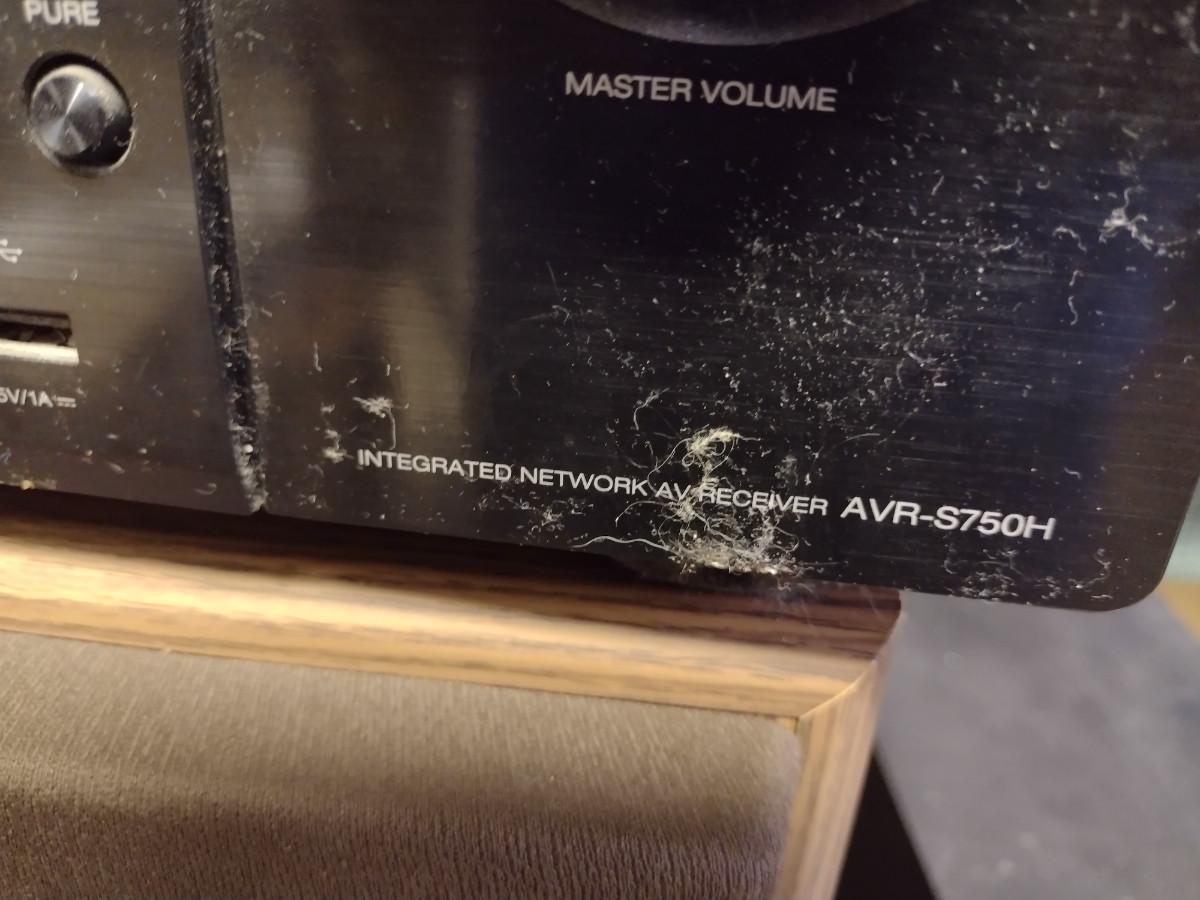 PURE
MASTER VOLUME
5V/1A
INTEGRATED NETWORK AV RECEIVER AVR-S750H